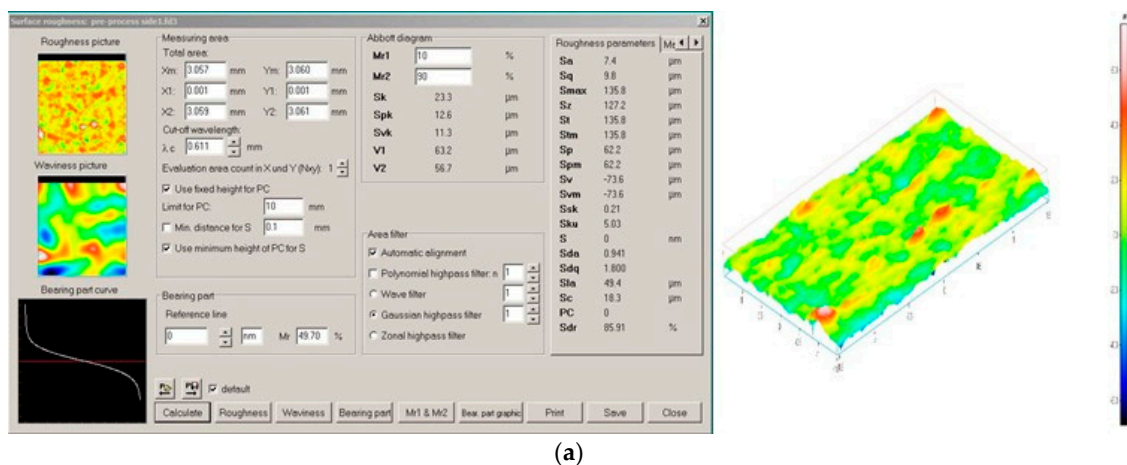 Surface roughness: pre-process side1.fd3
Roughness picture
Waviness picture
Bearing part curve
Measuring area
Total area:
Xm: 3.057 mm Ym: 3.060 mm
X1: 0.001 mm Y1: 0.001 mm
X2: 3.059 mm Y2: 3.061 mm
Cut-off wavelength:
λ c 0.611 mm
Evaluation area count in X und Y (Nxy): 1
Use fixed height for PC
Limit for PC: 10 mm
Min. distance for S 0.1 mm
Use minimum height of PC for S
Bearing part
Reference line
0 nm Mr 49.70 %
default
Abbott diagram
Mr1 10 %
Mr2 90 %
Sk 23.3 µm
Spk 12.6 µm
Svk 11.3 µm
V1 63.2 µm
V2 56.7 µm
Area filter
Automatic alignment
Polynomial highpass filter: n 1
Wave filter 1
Gaussian highpass filter 1
Zonal highpass filter
Roughness parameters
Sa 7.4 µm
Sq 9.8 µm
Smax 135.8 µm
Sz 127.2 µm
St 135.8 µm
Stm 135.8 µm
Sp 62.2 µm
Spm 62.2 µm
Sv -73.6 µm
Svm -73.6 µm
Ssk 0.21
Sku 5.03
S 0 nm
Sda 0.941
Sdq 1.800
Sla 49.4 µm
Sc 18.3 µm
PC 0
Sdr 85.91 %
Calculate Roughness Waviness Bearing part Mr1 & Mr2 Bear. part graphic Print Save Close
(a)